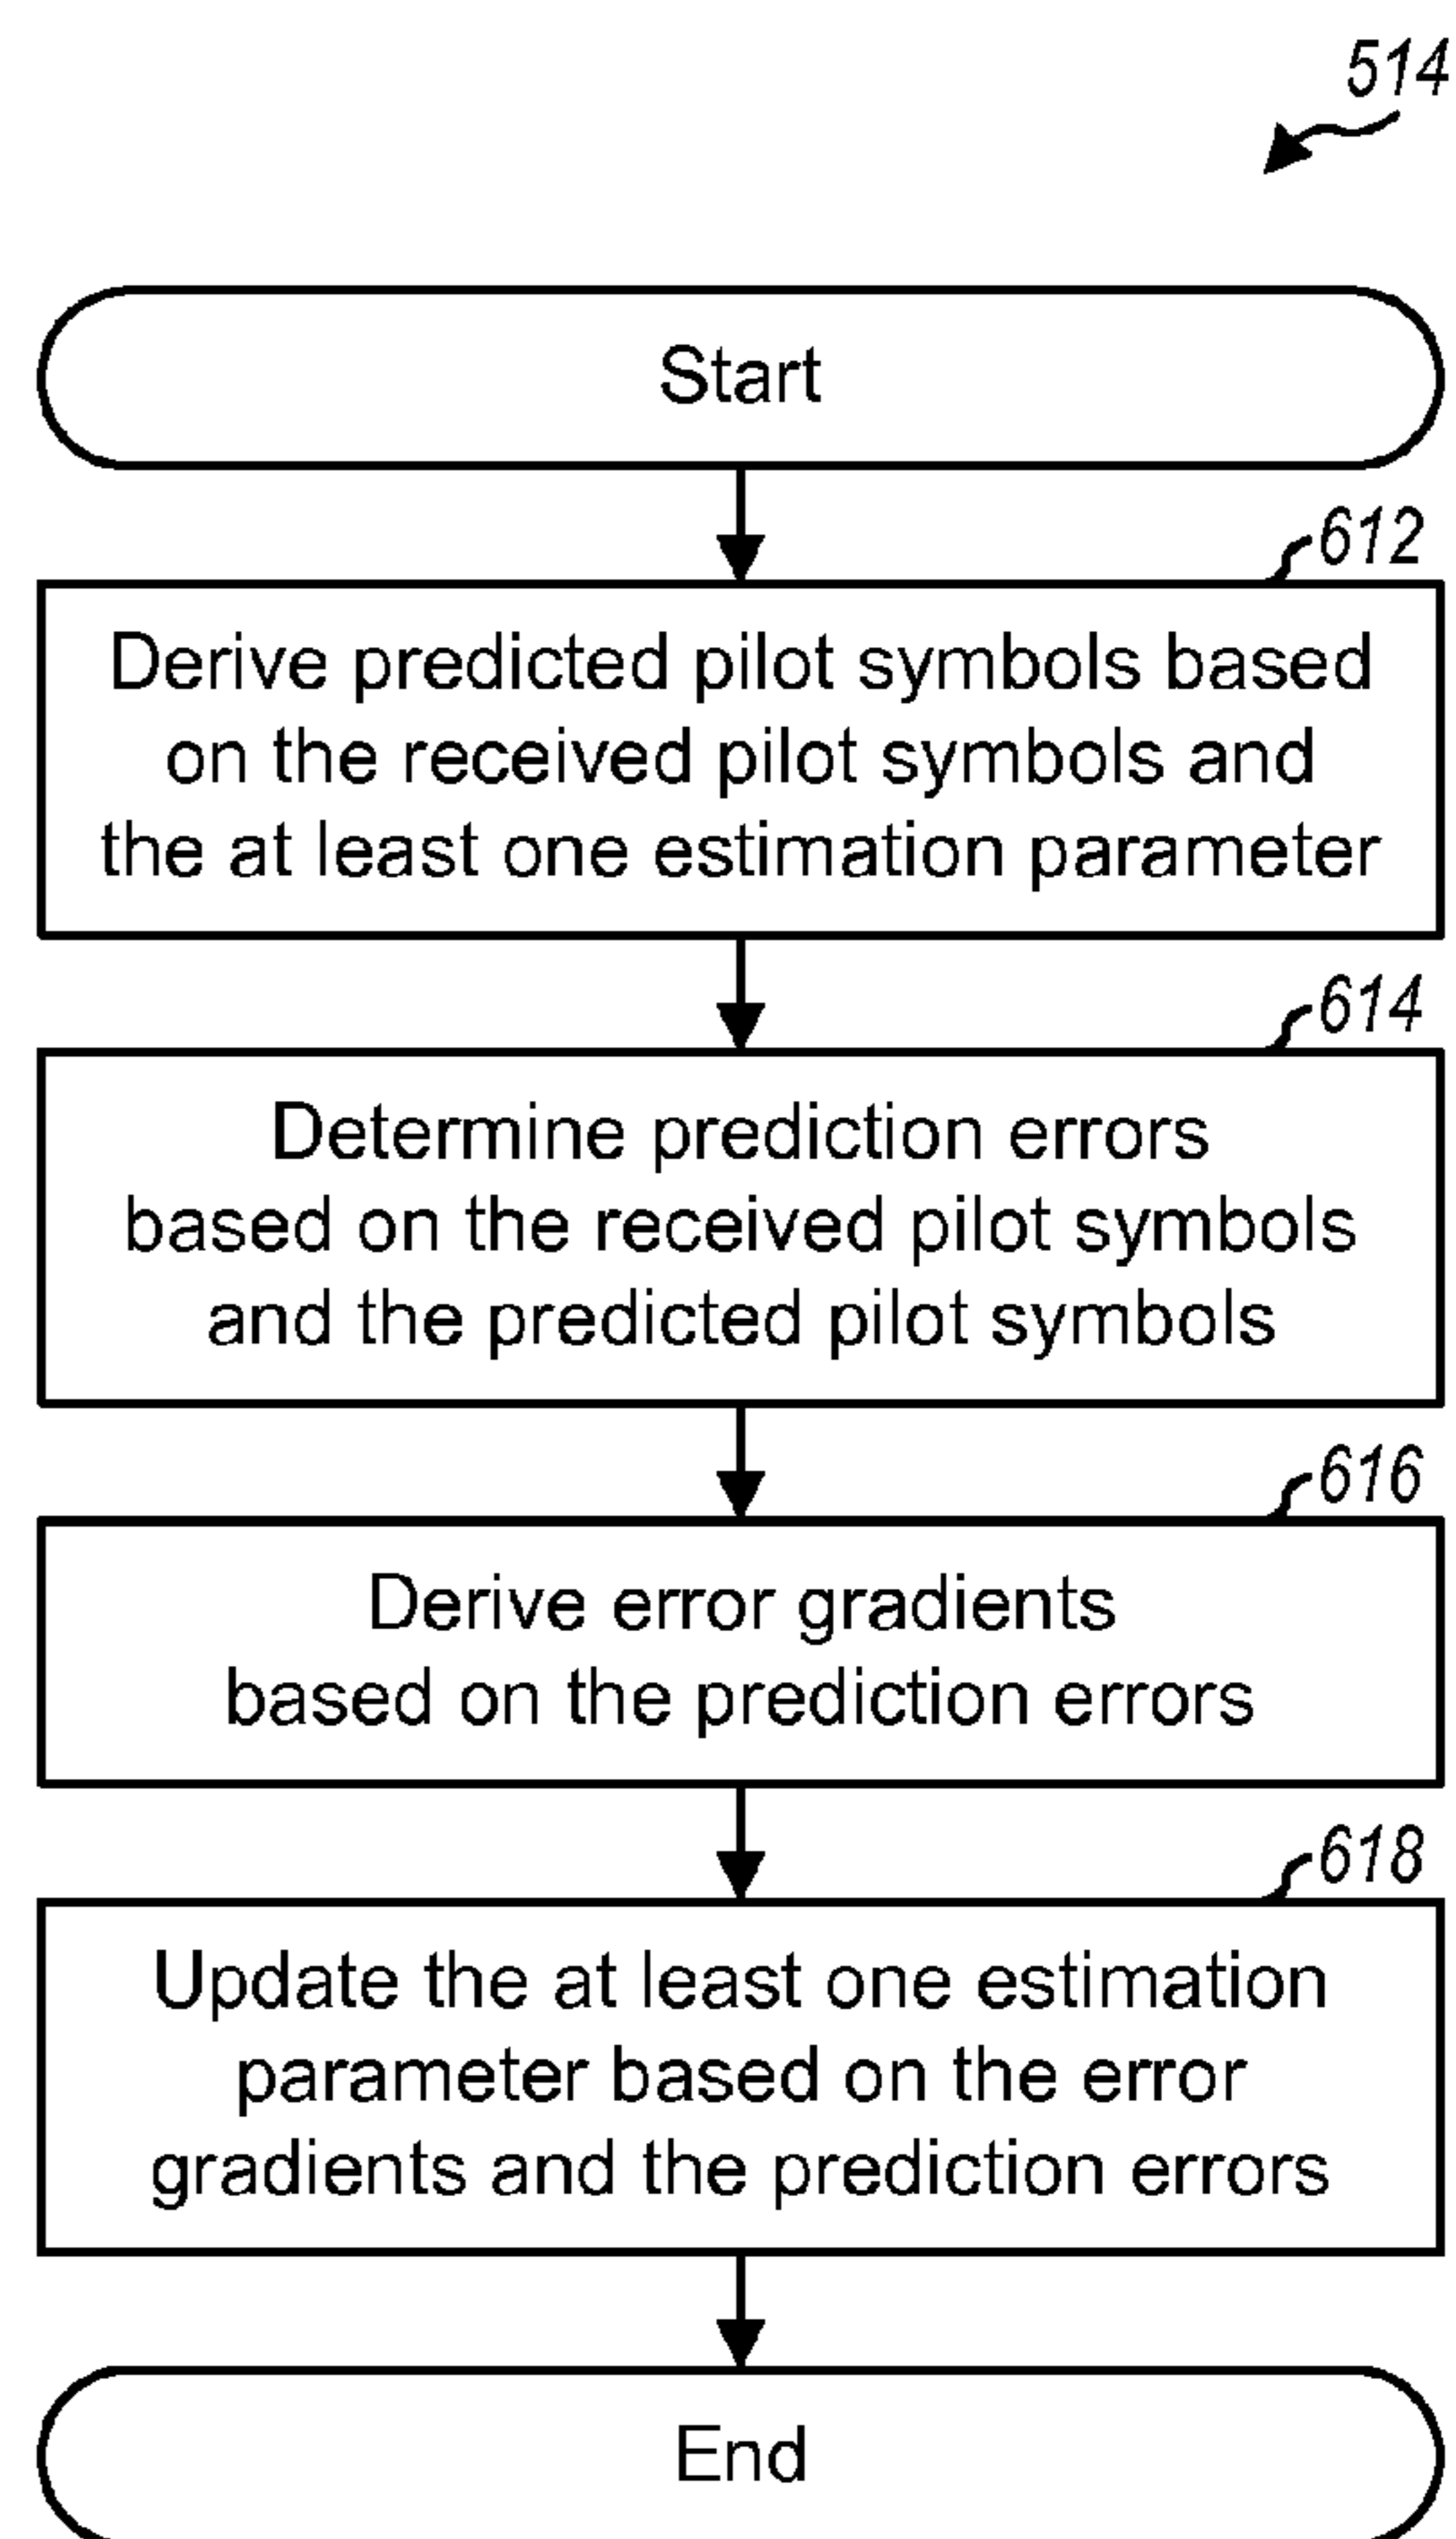 514
Start
612
Derive predicted pilot symbols based
on the received pilot symbols and
the at least one estimation parameter
614
Determine prediction errors
based on the received pilot symbols
and the predicted pilot symbols
616
Derive error gradients
based on the prediction errors
618
Update the at least one estimation
parameter based on the error
gradients and the prediction errors
End